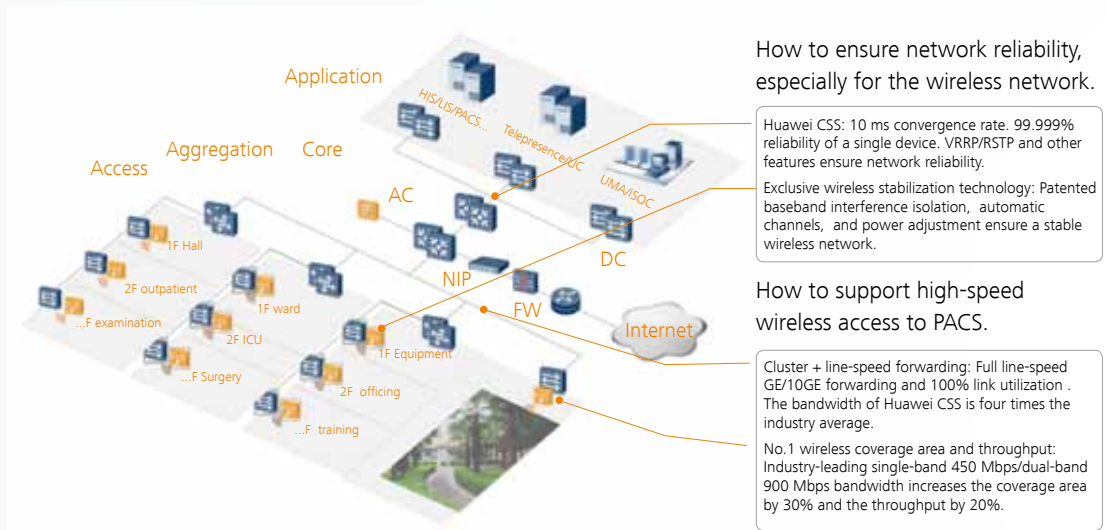 How to ensure network reliability,
especially for the wireless network.
Application
HIS/LIS/PACS...
Telepresence/UC
UMA/ISOC
Aggregation
Core
Access
AC
DC
NIP
FW
Internet
1F Hall
2F outpatient
...F examination
1F ward
2F ICU
...F Surgery
1F Equipment
2F officing
...F training
Huawei CSS: 10 ms convergence rate. 99.999%
reliability of a single device. VRRP/RSTP and other
features ensure network reliability.
Exclusive wireless stabilization technology: Patented
baseband interference isolation, automatic
channels, and power adjustment ensure a stable
wireless network.
How to support high-speed
wireless access to PACS.
Cluster + line-speed forwarding: Full line-speed
GE/10GE forwarding and 100% link utilization .
The bandwidth of Huawei CSS is four times the
industry average.
No.1 wireless coverage area and throughput:
Industry-leading single-band 450 Mbps/dual-band
900 Mbps bandwidth increases the coverage area
by 30% and the throughput by 20%.